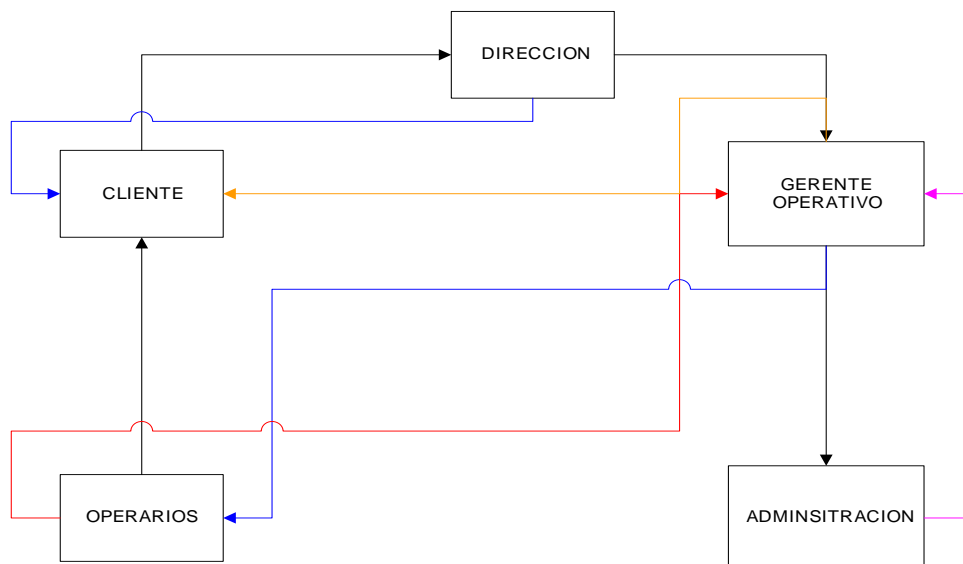 DIRECCION
CLIENTE
GERENTE
OPERATIVO
OPERARIOS
ADMINSITRACION